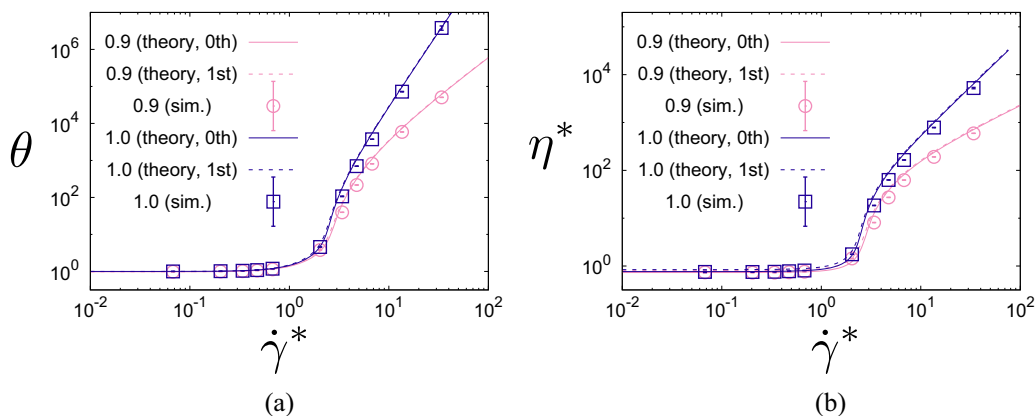 10^6
10^4
10^2
10^0
θ
0.9 (theory, 0th)
0.9 (theory, 1st)
0.9 (sim.)
1.0 (theory, 0th)
1.0 (theory, 1st)
1.0 (sim.)
10^-2 10^-1 10^0 10^1 10^2
γ̇*
(a)
10^4
10^2
10^0
η*
0.9 (theory, 0th)
0.9 (theory, 1st)
0.9 (sim.)
1.0 (theory, 0th)
1.0 (theory, 1st)
1.0 (sim.)
10^-2 10^-1 10^0 10^1 10^2
γ̇*
(b)